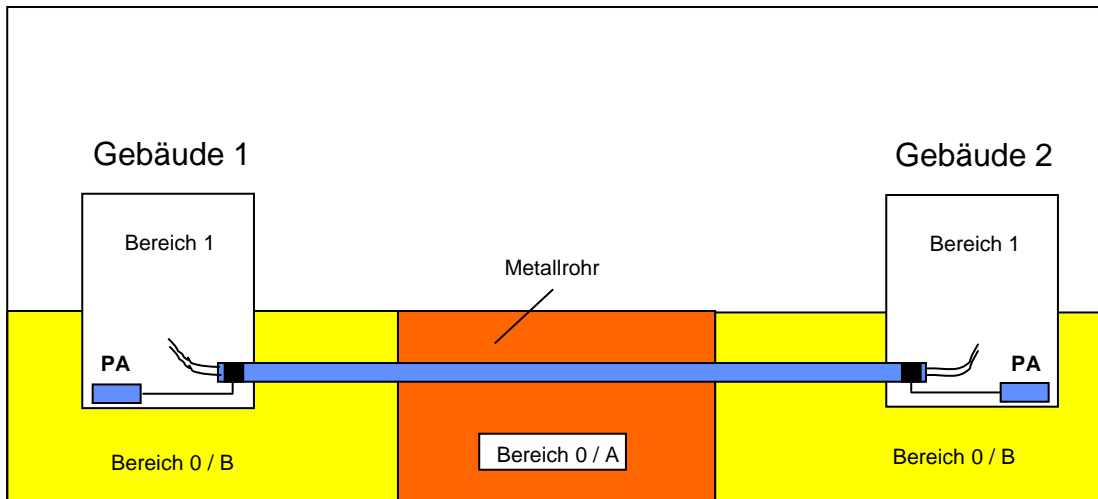 Gebäude 1
Gebäude 2
Bereich 1
Bereich 1
Metallrohr
PA
PA
Bereich 0 / B
Bereich 0 / A
Bereich 0 / B